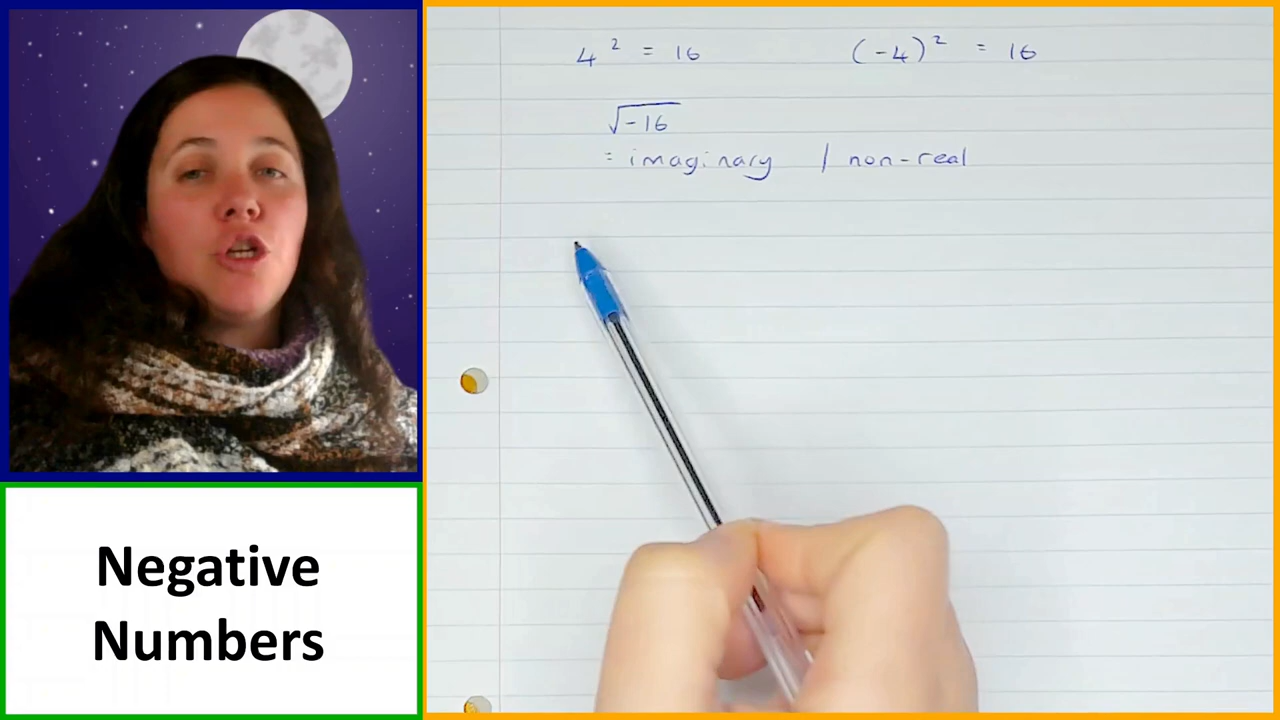 4² = 16 (-4)² = 16
√-16
= imaginary / non-real
Negative
Numbers